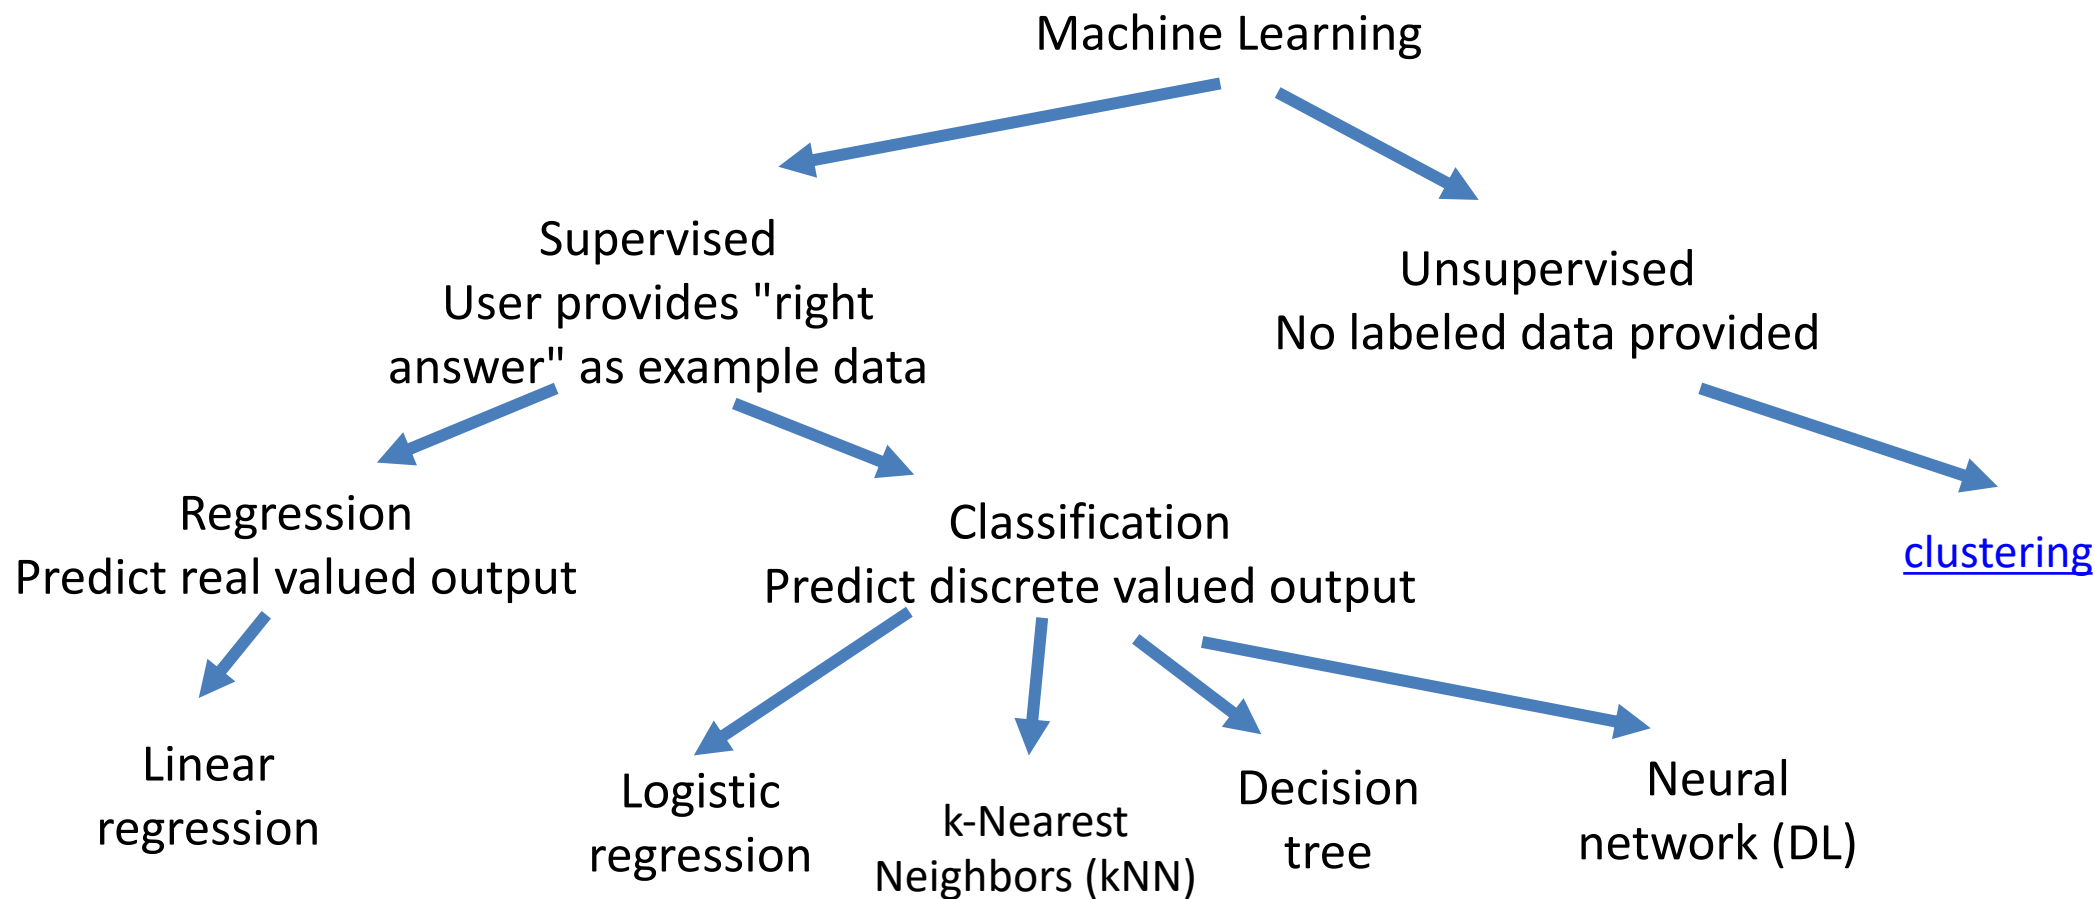 Machine Learning
Supervised
User provides "right
answer" as example data
Unsupervised
No labeled data provided
Regression
Predict real valued output
Classification
Predict discrete valued output
clustering
Linear
regression
Logistic
regression
k-Nearest
Neighbors (kNN)
Decision
tree
Neural
network (DL)